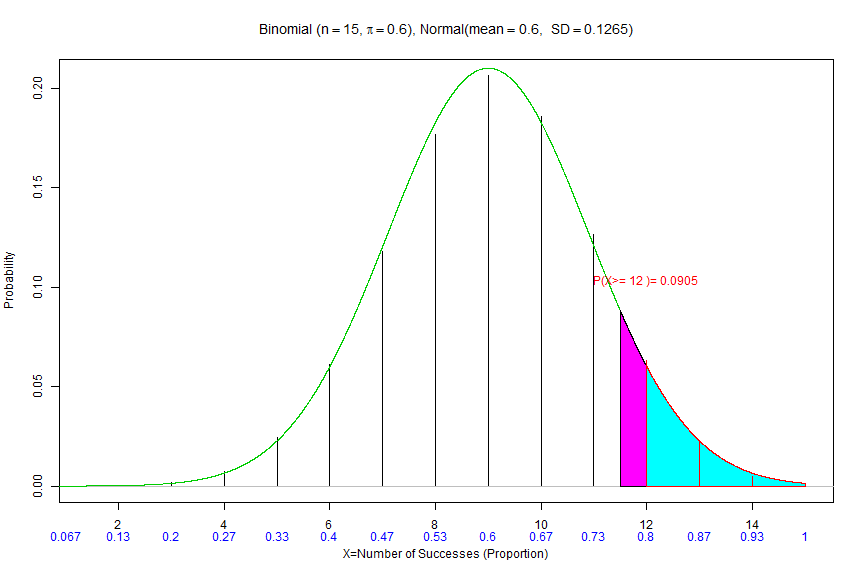 Binomial (n = 15, π = 0.6), Normal(mean = 0.6,  SD = 0.1265)
0.20
0.15
P(X>= 12 )= 0.0905
0.10
Probability
0.05
0.00
2 4 6 8 10 12 14
0.067 0.13 0.2 0.27 0.33 0.4 0.47 0.53 0.6 0.67 0.73 0.8 0.87 0.93 1
X=Number of Successes (Proportion)